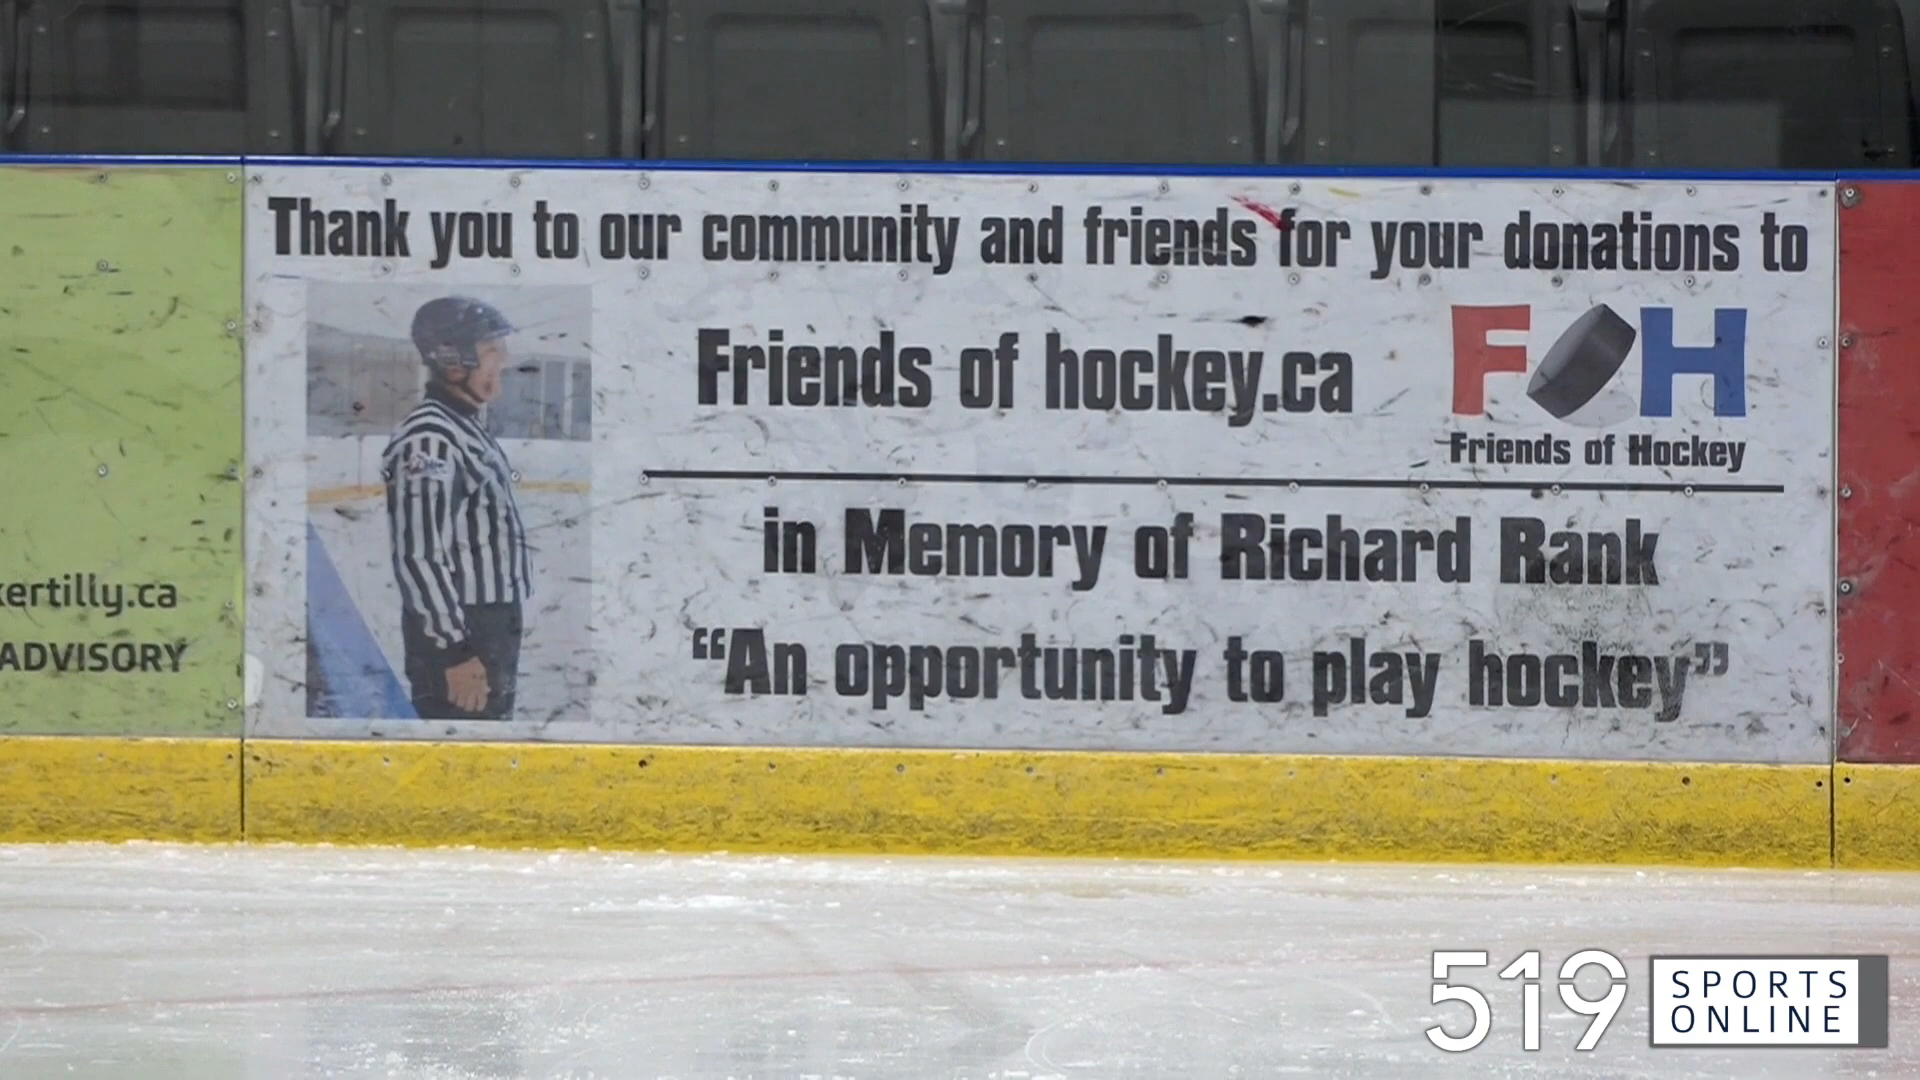 Thank you to our community and friends for your donations to
Friends of hockey.ca
F H
Friends of Hockey
in Memory of Richard Rank
“An opportunity to play hockey”
kertilly.ca
ADVISORY
519 SPORTS
ONLINE